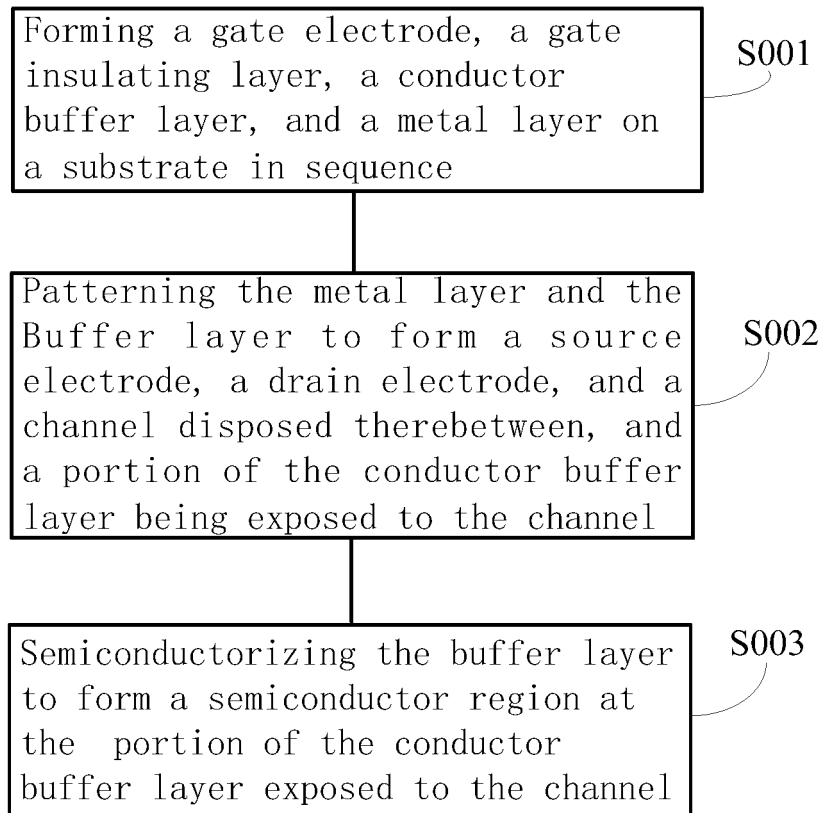 Forming a gate electrode, a gate
insulating layer, a conductor
buffer layer, and a metal layer on
a substrate in sequence
S001
Patterning the metal layer and the
Buffer layer to form a source
electrode, a drain electrode, and a
channel disposed therebetween, and
a portion of the conductor buffer
layer being exposed to the channel
S002
Semiconductorizing the buffer layer
to form a semiconductor region at
the portion of the conductor
buffer layer exposed to the channel
S003